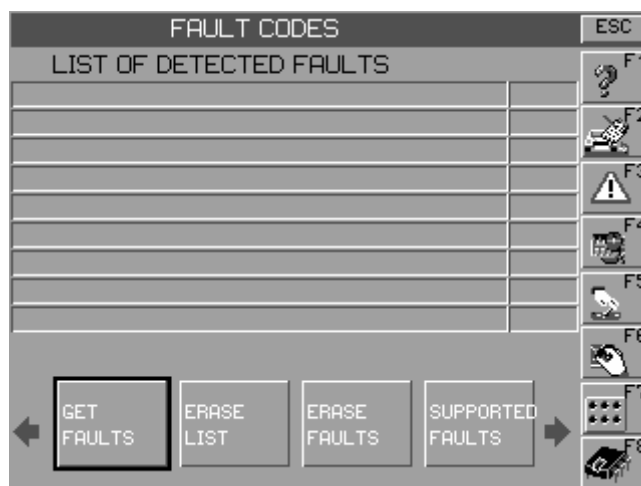 FAULT CODES
ESC
LIST OF DETECTED FAULTS
F1
F2
F3
F4
F5
F6
F7
F8
GET
FAULTS
ERASE
LIST
ERASE
FAULTS
SUPPORTED
FAULTS